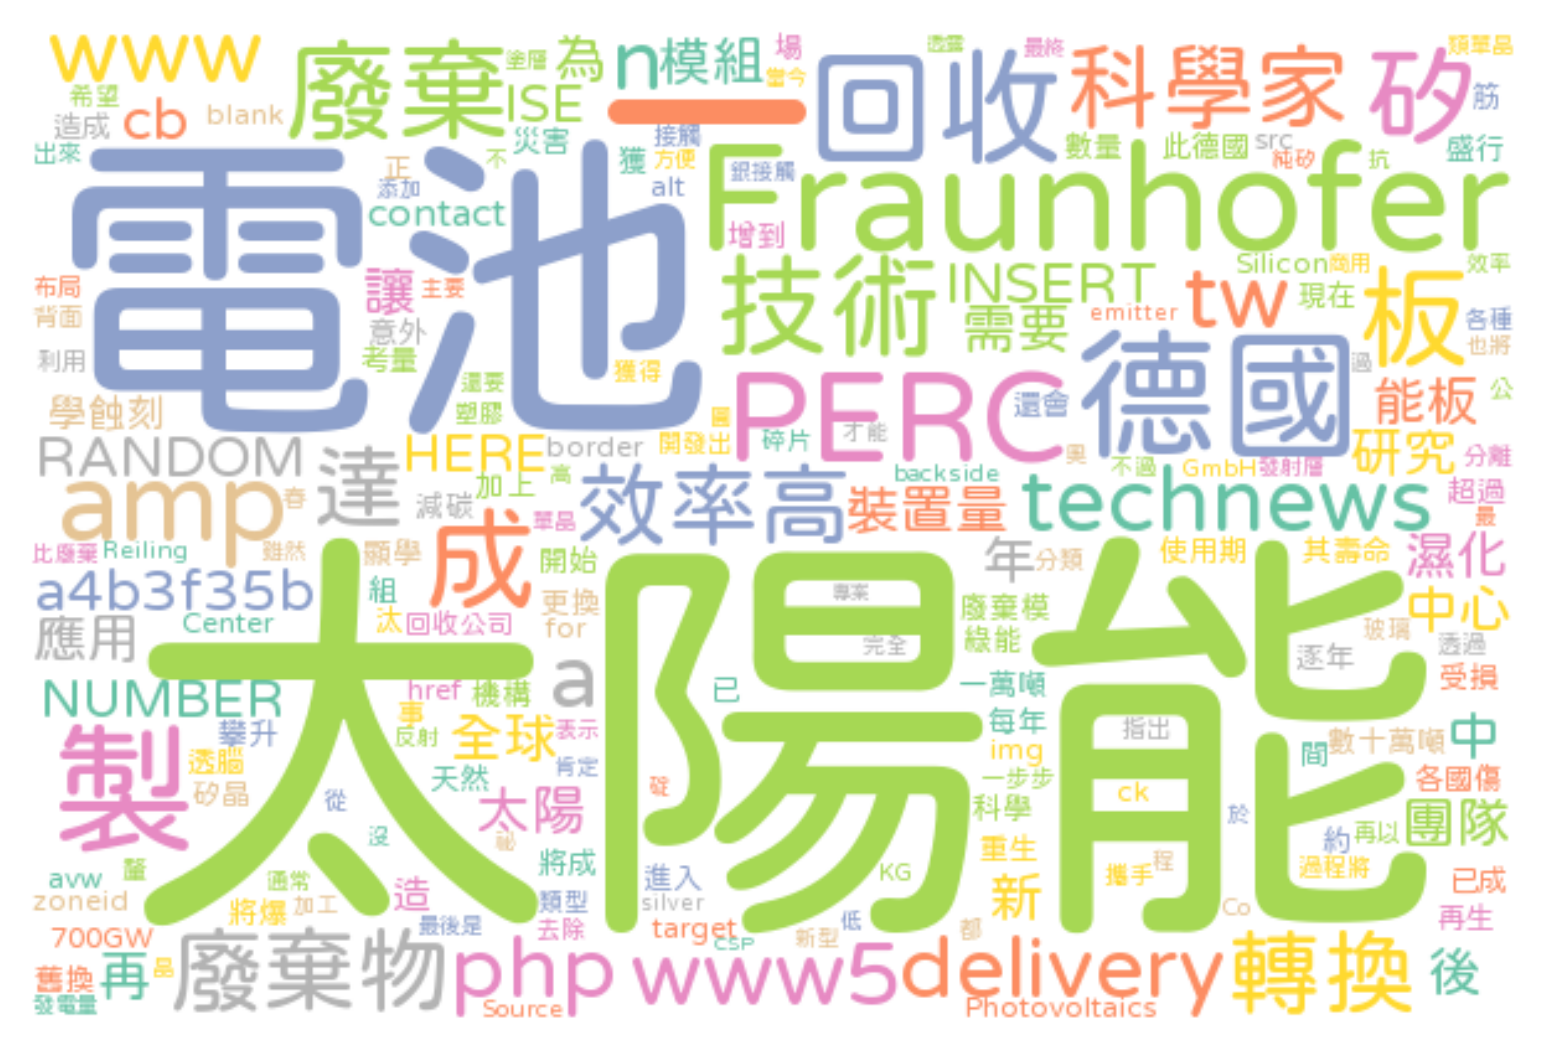 www 廢棄 塗層 為 n 模組 場 回收 透露 最終 科學家 矽 類單晶
希望 ISE 一 當今 筋
造成 cb blank 災害 接觸 數量 此德國 src 盛行
出來 正 不 獲 方便 銀接觸 Fraunhofer 純矽 抗
電池 添加 alt
contact 增到
布局 讓 主要 技術 INSERT Silicon 商用 效率
背面 意外 需要 emitter tw 現在 板 各種
利用 考量 獲得 德國 過 也將
學蝕刻 還要 塑膠 圖 PERC 還會 能板 公
RANDOM HERE border 開發出 碎片 才能 奧 不過 GmbH 發射層 研究 分離
amp 春 達 減碳 加上 高 效率高 裝置量 backside technews 超過
比廢棄 Reiling 雖然 顯學 成 單晶 開始 年 分類 使用期 其壽命 濕化 最
a4b3f35b 組 更換 太陽能 專案 廢棄模 中心
應用 Center 汰 回收公司 for 完全 綠能 玻璃 透過
NUMBER href 機構 a 已 一萬噸 逐年 受損
製 攀升 事 反射 全球 表示 每年 指出 數十萬噸 中
透腦 天然 肯定 img 間 各國傷
矽晶 從 太陽 碇 一步步 ck 團隊
沒 祕 科學 於 約 再以
avw 釐 通常 將成 進入 KG 重生 攜手 程 過程將 已成
zoneid 將爆 加工 造 類型 silver 新 Co 再生
700GW 最後是 去除 target CSP 新型 低 都
舊換 再 晶 廢棄物 php www5 delivery 轉換 後
發電量 Source Photovoltaics